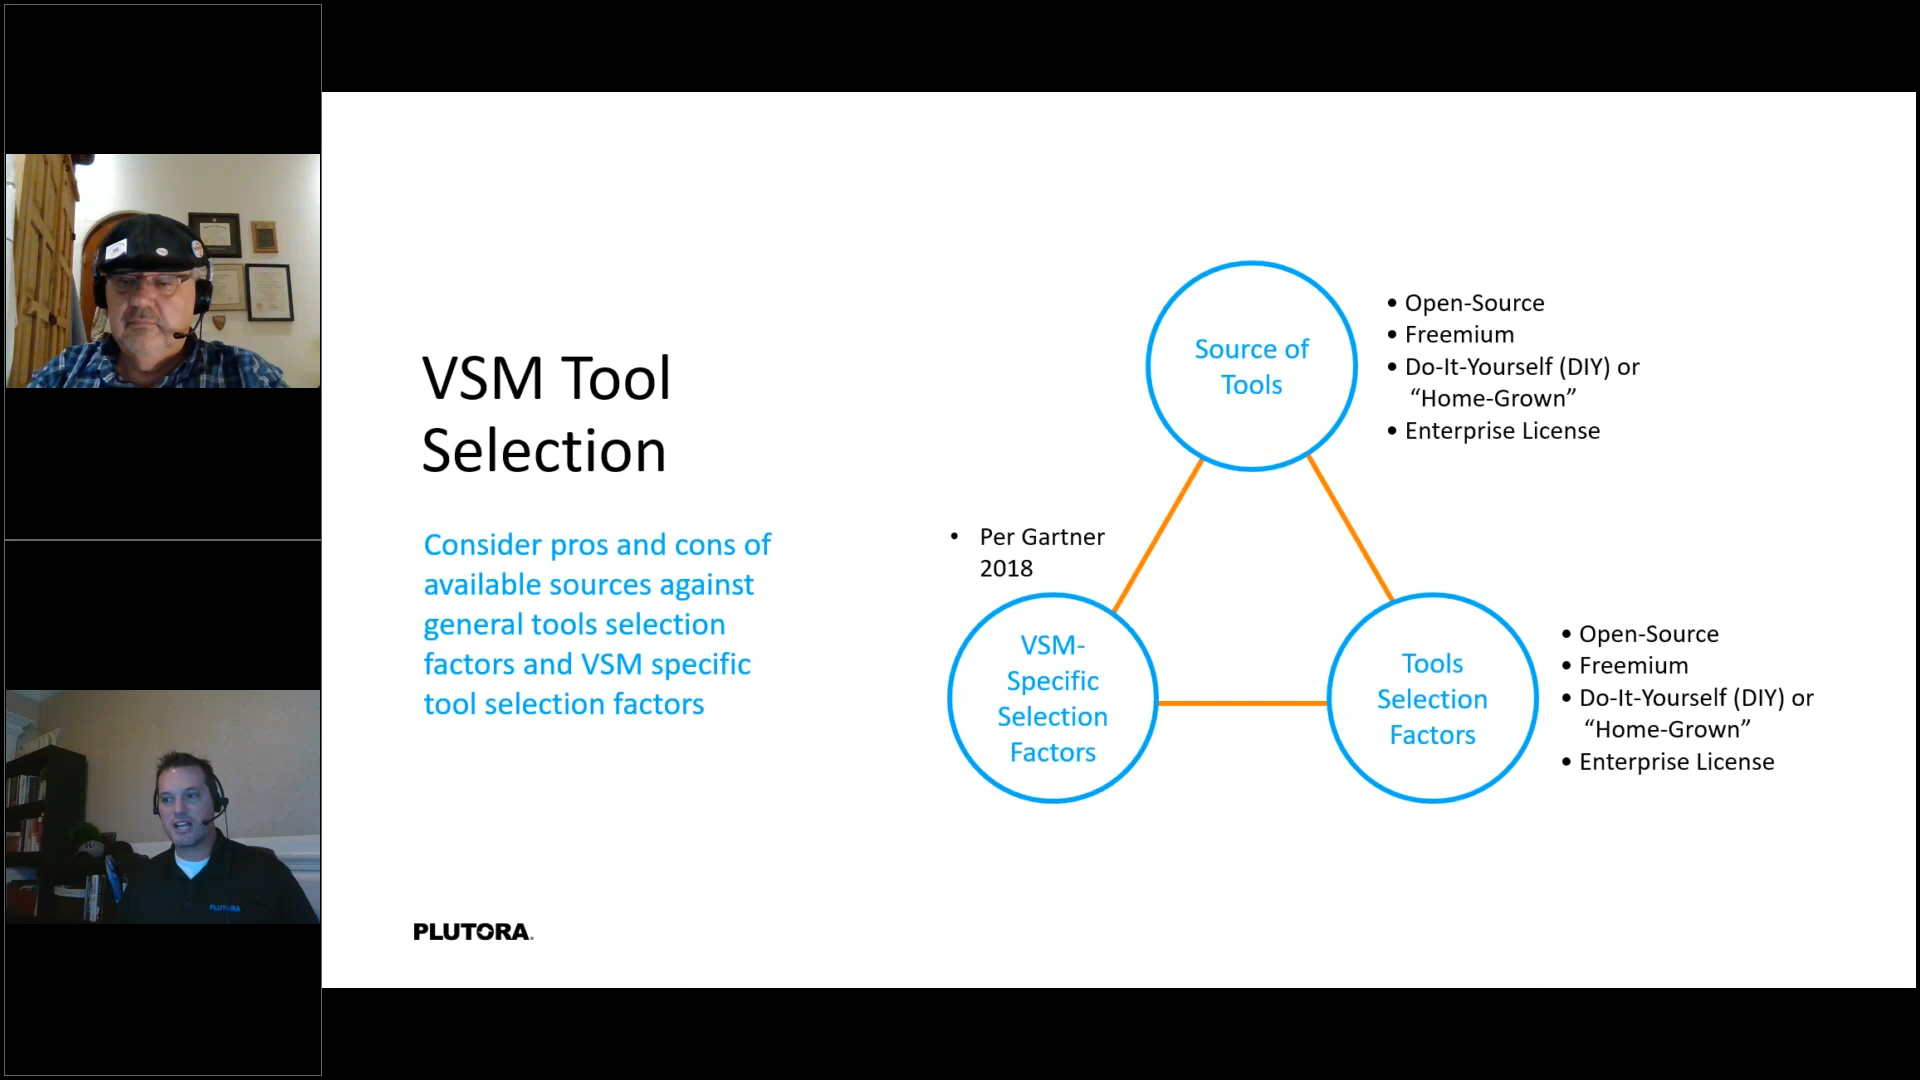 VSM Tool
Selection
Consider pros and cons of
available sources against
general tools selection
factors and VSM specific
tool selection factors
Source of
Tools
• Open-Source
• Freemium
• Do-It-Yourself (DIY) or
“Home-Grown”
• Enterprise License
• Per Gartner
2018
VSM-
Specific
Selection
Factors
Tools
Selection
Factors
• Open-Source
• Freemium
• Do-It-Yourself (DIY) or
“Home-Grown”
• Enterprise License
PLUTORA
PLUTORA